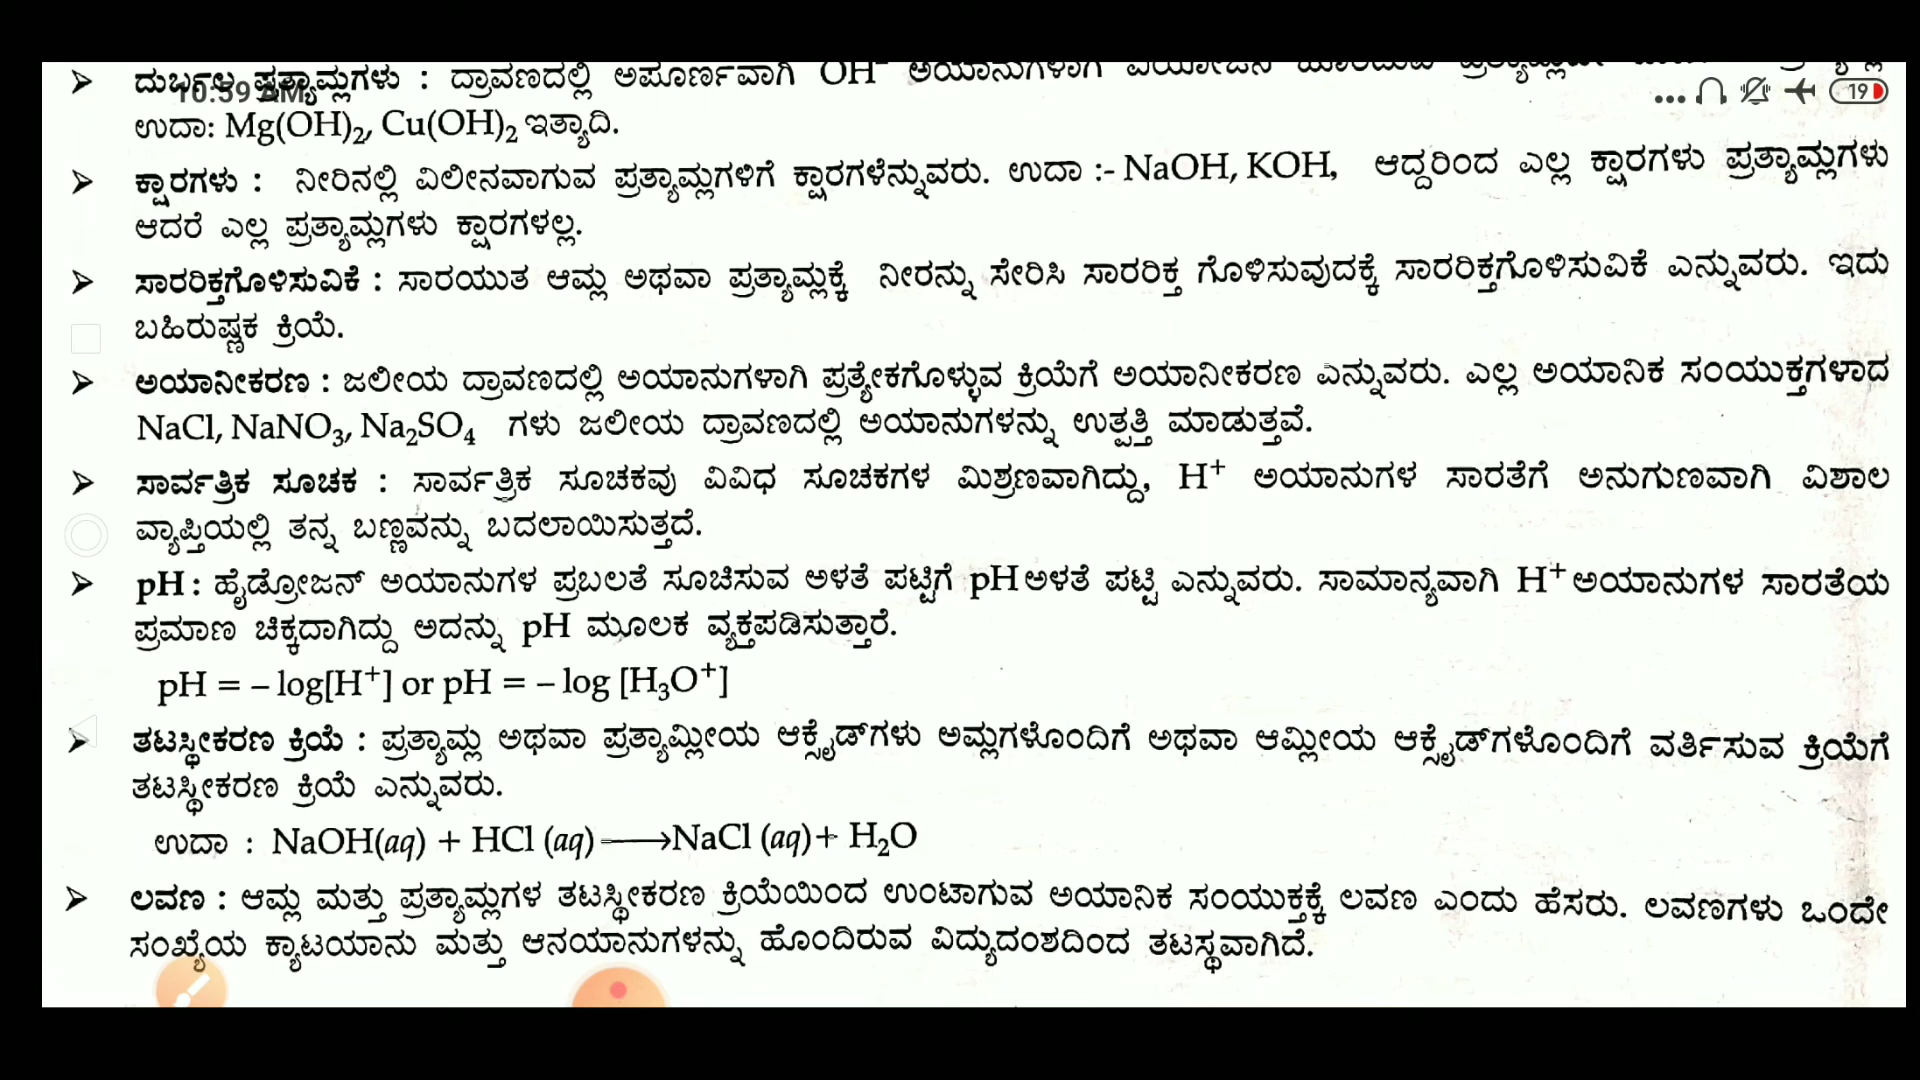 ➤ ದುರ್ಬಲ ಪ್ರತ್ಯಾಮ್ಲಗಳು : ದ್ರಾವಣದಲ್ಲಿ ಅಪೂರ್ಣವಾಗಿ OH⁻ ಅಯಾನುಗಳಾಗಿ
10:59 AM
... 19
ಉದಾ: Mg(OH)₂, Cu(OH)₂ ಇತ್ಯಾದಿ.
➤ ಕ್ಷಾರಗಳು : ನೀರಿನಲ್ಲಿ ವಿಲೀನವಾಗುವ ಪ್ರತ್ಯಾಮ್ಲಗಳಿಗೆ ಕ್ಷಾರಗಳೆನ್ನುವರು. ಉದಾ :- NaOH, KOH, ಆದ್ದರಿಂದ ಎಲ್ಲ ಕ್ಷಾರಗಳು ಪ್ರತ್ಯಾಮ್ಲಗಳು
ಆದರೆ ಎಲ್ಲ ಪ್ರತ್ಯಾಮ್ಲಗಳು ಕ್ಷಾರಗಳಲ್ಲ.
➤ ಸಾರರಿಕ್ತಗೊಳಿಸುವಿಕೆ : ಸಾರಯುತ ಆಮ್ಲ ಅಥವಾ ಪ್ರತ್ಯಾಮ್ಲಕ್ಕೆ ನೀರನ್ನು ಸೇರಿಸಿ ಸಾರರಿಕ್ತ ಗೊಳಿಸುವುದಕ್ಕೆ ಸಾರರಿಕ್ತಗೊಳಿಸುವಿಕೆ ಎನ್ನುವರು. ಇದು
ಬಹಿರುಷ್ಣಕ ಕ್ರಿಯೆ.
➤ ಅಯಾನೀಕರಣ : ಜಲೀಯ ದ್ರಾವಣದಲ್ಲಿ ಅಯಾನುಗಳಾಗಿ ಪ್ರತ್ಯೇಕಗೊಳ್ಳುವ ಕ್ರಿಯೆಗೆ ಅಯಾನೀಕರಣ ಎನ್ನುವರು. ಎಲ್ಲ ಅಯಾನಿಕ ಸಂಯುಕ್ತಗಳಾದ
NaCl, NaNO₃, Na₂SO₄ ಗಳು ಜಲೀಯ ದ್ರಾವಣದಲ್ಲಿ ಅಯಾನುಗಳನ್ನು ಉತ್ಪತ್ತಿ ಮಾಡುತ್ತವೆ.
➤ ಸಾರ್ವತ್ರಿಕ ಸೂಚಕ : ಸಾರ್ವತ್ರಿಕ ಸೂಚಕವು ವಿವಿಧ ಸೂಚಕಗಳ ಮಿಶ್ರಣವಾಗಿದ್ದು, H⁺ ಅಯಾನುಗಳ ಸಾರತೆಗೆ ಅನುಗುಣವಾಗಿ ವಿಶಾಲ
ವ್ಯಾಪ್ತಿಯಲ್ಲಿ ತನ್ನ ಬಣ್ಣವನ್ನು ಬದಲಾಯಿಸುತ್ತದೆ.
➤ pH : ಹೈಡ್ರೋಜನ್ ಅಯಾನುಗಳ ಪ್ರಬಲತೆ ಸೂಚಿಸುವ ಅಳತೆ ಪಟ್ಟಿಗೆ pH ಅಳತೆ ಪಟ್ಟಿ ಎನ್ನುವರು. ಸಾಮಾನ್ಯವಾಗಿ H⁺ ಅಯಾನುಗಳ ಸಾರತೆಯ
ಪ್ರಮಾಣ ಚಿಕ್ಕದಾಗಿದ್ದು ಅದನ್ನು pH ಮೂಲಕ ವ್ಯಕ್ತಪಡಿಸುತ್ತಾರೆ.
pH = – log[H⁺] or pH = – log [H₃O⁺]
➤ ತಟಸ್ಥೀಕರಣ ಕ್ರಿಯೆ : ಪ್ರತ್ಯಾಮ್ಲ ಅಥವಾ ಪ್ರತ್ಯಾಮ್ಲೀಯ ಆಕ್ಸೈಡ್‌ಗಳು ಅಮ್ಲಗಳೊಂದಿಗೆ ಅಥವಾ ಆಮ್ಲೀಯ ಆಕ್ಸೈಡ್‌ಗಳೊಂದಿಗೆ ವರ್ತಿಸುವ ಕ್ರಿಯೆಗೆ
ತಟಸ್ಥೀಕರಣ ಕ್ರಿಯೆ ಎನ್ನುವರು.
ಉದಾ : NaOH(aq) + HCl (aq) ⟶ NaCl (aq) + H₂O
➤ ಲವಣ : ಆಮ್ಲ ಮತ್ತು ಪ್ರತ್ಯಾಮ್ಲಗಳ ತಟಸ್ಥೀಕರಣ ಕ್ರಿಯೆಯಿಂದ ಉಂಟಾಗುವ ಅಯಾನಿಕ ಸಂಯುಕ್ತಕ್ಕೆ ಲವಣ ಎಂದು ಹೆಸರು. ಲವಣಗಳು ಒಂದೇ
ಸಂಖ್ಯೆಯ ಕ್ಯಾಟಯಾನು ಮತ್ತು ಆನಯಾನುಗಳನ್ನು ಹೊಂದಿರುವ ವಿದ್ಯುದಂಶದಿಂದ ತಟಸ್ಥವಾಗಿದೆ.